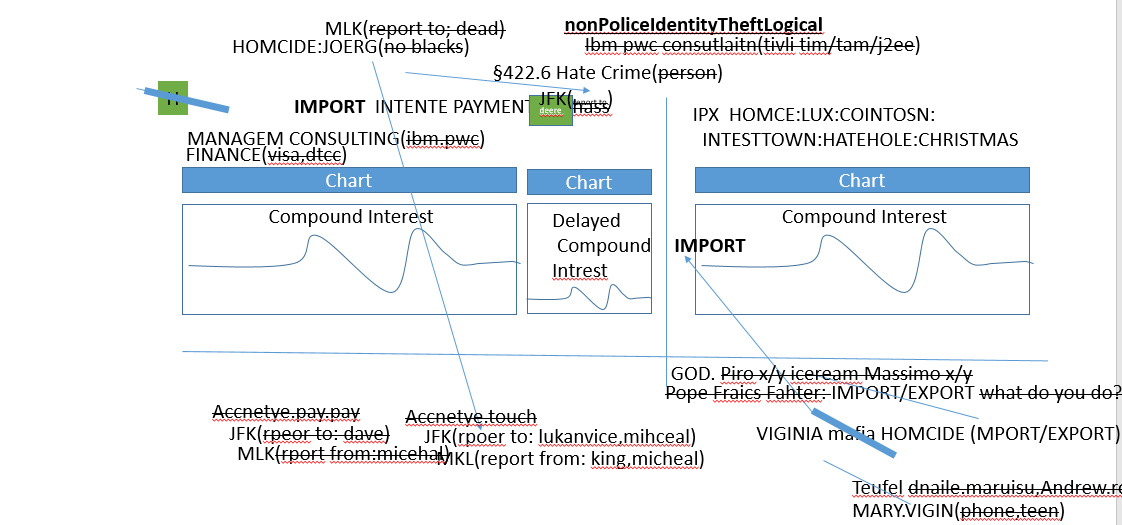 MLK(report to; dead)
nonPoliceIdentityTheftLogical
HOMCIDE:JOERG(no blacks)
Ibm pwc consutlaitn(tivli tim/tam/j2ee)
§422.6 Hate Crime(person)
H
IMPORT INTENTE PAYMENT
deere
JFK(
hass)
IPX HOMCE:LUX:COINTOSN:
INTESTTOWN:HATEHOLE:CHRISTMAS
MANAGEM CONSULTING(ibm.pwc)
FINANCE(visa,dtcc)
Chart
Chart
Chart
Compound Interest
Delayed
Compound
Intrest
IMPORT
Compound Interest
GOD. Piro x/y iceream Massimo x/y
Pope Fraics Fahter: IMPORT/EXPORT what do you do?
Accnetve.pay.pay
Accnetve.touch
JFK(rpeor to: dave)
JFK(rpoer to: lukanvice,mihceal)
VIGINIA mafia HOMCIDE (MPORT/EXPORT)
MLK(rport from:micehal)
MKL(report from: king,micheal)
Teufel dnaile.maruisu,Andrew.re
MARY.VIGIN(phone,teen)